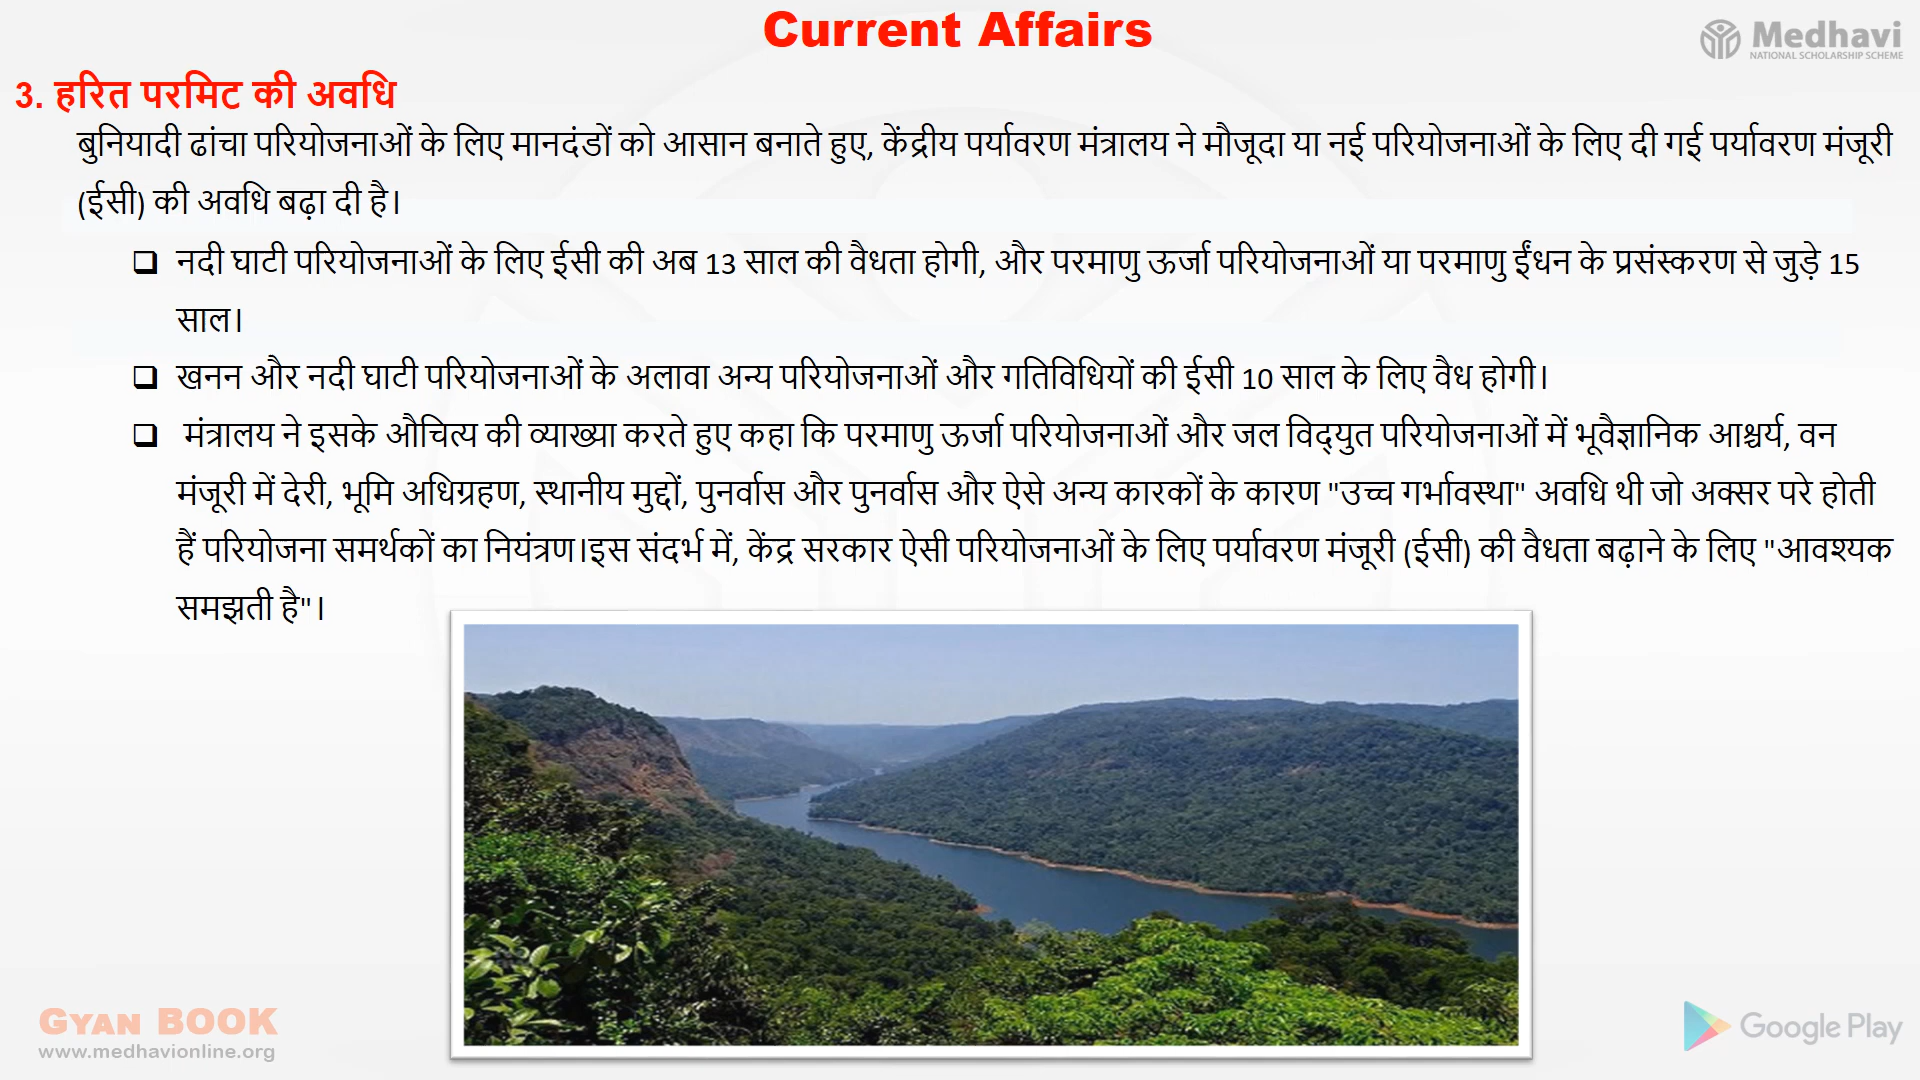 Current Affairs
Medhavi
NATIONAL SCHOLARSHIP SCHEME
3. हरित परमिट की अवधि
बुनियादी ढांचा परियोजनाओं के लिए मानदंडों को आसान बनाते हुए, केंद्रीय पर्यावरण मंत्रालय ने मौजूदा या नई परियोजनाओं के लिए दी गई पर्यावरण मंजूरी
(ईसी) की अवधि बढ़ा दी है।
❑ नदी घाटी परियोजनाओं के लिए ईसी की अब 13 साल की वैधता होगी, और परमाणु ऊर्जा परियोजनाओं या परमाणु ईंधन के प्रसंस्करण से जुड़े 15
साल।
❑ खनन और नदी घाटी परियोजनाओं के अलावा अन्य परियोजनाओं और गतिविधियों की ईसी 10 साल के लिए वैध होगी।
❑ मंत्रालय ने इसके औचित्य की व्याख्या करते हुए कहा कि परमाणु ऊर्जा परियोजनाओं और जल विद्युत परियोजनाओं में भूवैज्ञानिक आश्चर्य, वन
मंजूरी में देरी, भूमि अधिग्रहण, स्थानीय मुद्दों, पुनर्वास और पुनर्वास और ऐसे अन्य कारकों के कारण "उच्च गर्भावस्था" अवधि थी जो अक्सर परे होती
हैं परियोजना समर्थकों का नियंत्रण।इस संदर्भ में, केंद्र सरकार ऐसी परियोजनाओं के लिए पर्यावरण मंजूरी (ईसी) की वैधता बढ़ाने के लिए "आवश्यक
समझती है"।
GYAN BOOK
www.medhavionline.org
Google Play